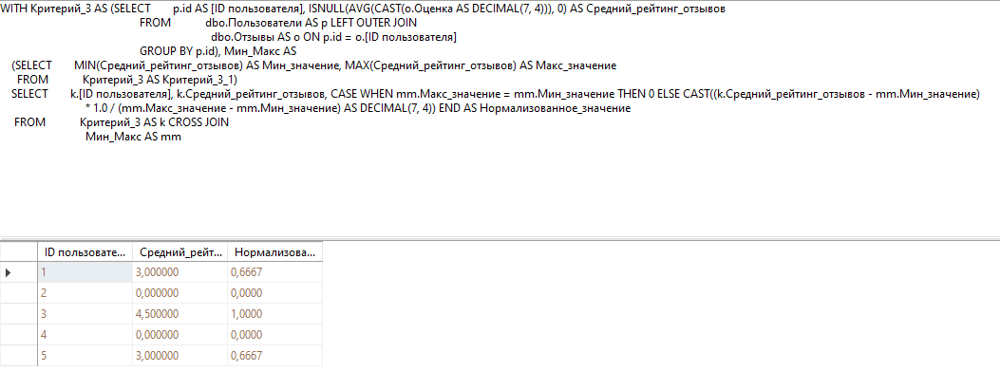 WITH Критерий_3 AS (SELECT p.id AS [ID пользователя], ISNULL(AVG(CAST(o.Оценка AS DECIMAL(7, 4))), 0) AS Средний_рейтинг_отзывов
FROM dbo.Пользователи AS p LEFT OUTER JOIN
dbo.Отзывы AS o ON p.id = o.[ID пользователя]
GROUP BY p.id), Мин_Макс AS
(SELECT MIN(Средний_рейтинг_отзывов) AS Мин_значение, MAX(Средний_рейтинг_отзывов) AS Макс_значение
FROM Критерий_3 AS Критерий_3_1)
SELECT k.[ID пользователя], k.Средний_рейтинг_отзывов, CASE WHEN mm.Макс_значение = mm.Мин_значение THEN 0 ELSE CAST((k.Средний_рейтинг_отзывов - mm.Мин_значение)
* 1.0 / (mm.Макс_значение - mm.Мин_значение) AS DECIMAL(7, 4)) END AS Нормализованное_значение
FROM Критерий_3 AS k CROSS JOIN
Мин_Макс AS mm
ID пользовате... Средний_рейт... Нормализова...
1 3,000000 0,6667
2 0,000000 0,0000
3 4,500000 1,0000
4 0,000000 0,0000
5 3,000000 0,6667